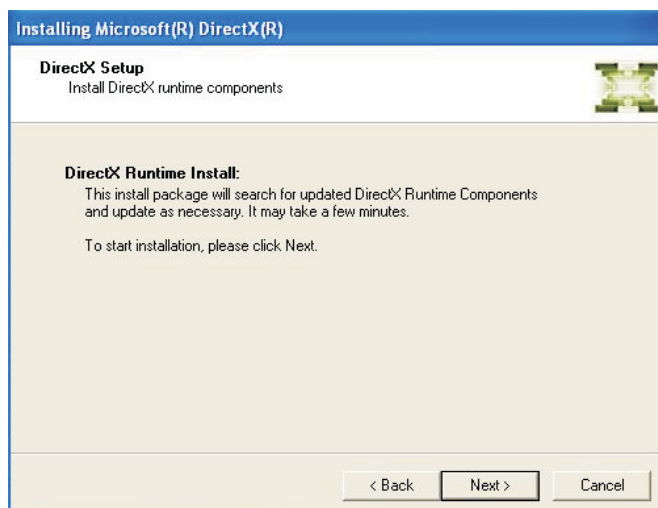 Installing Microsoft(R) DirectX(R)
DirectX Setup
Install DirectX runtime components
DirectX Runtime Install:
This install package will search for updated DirectX Runtime Components
and update as necessary. It may take a few minutes.
To start installation, please click Next.
< Back
Next >
Cancel